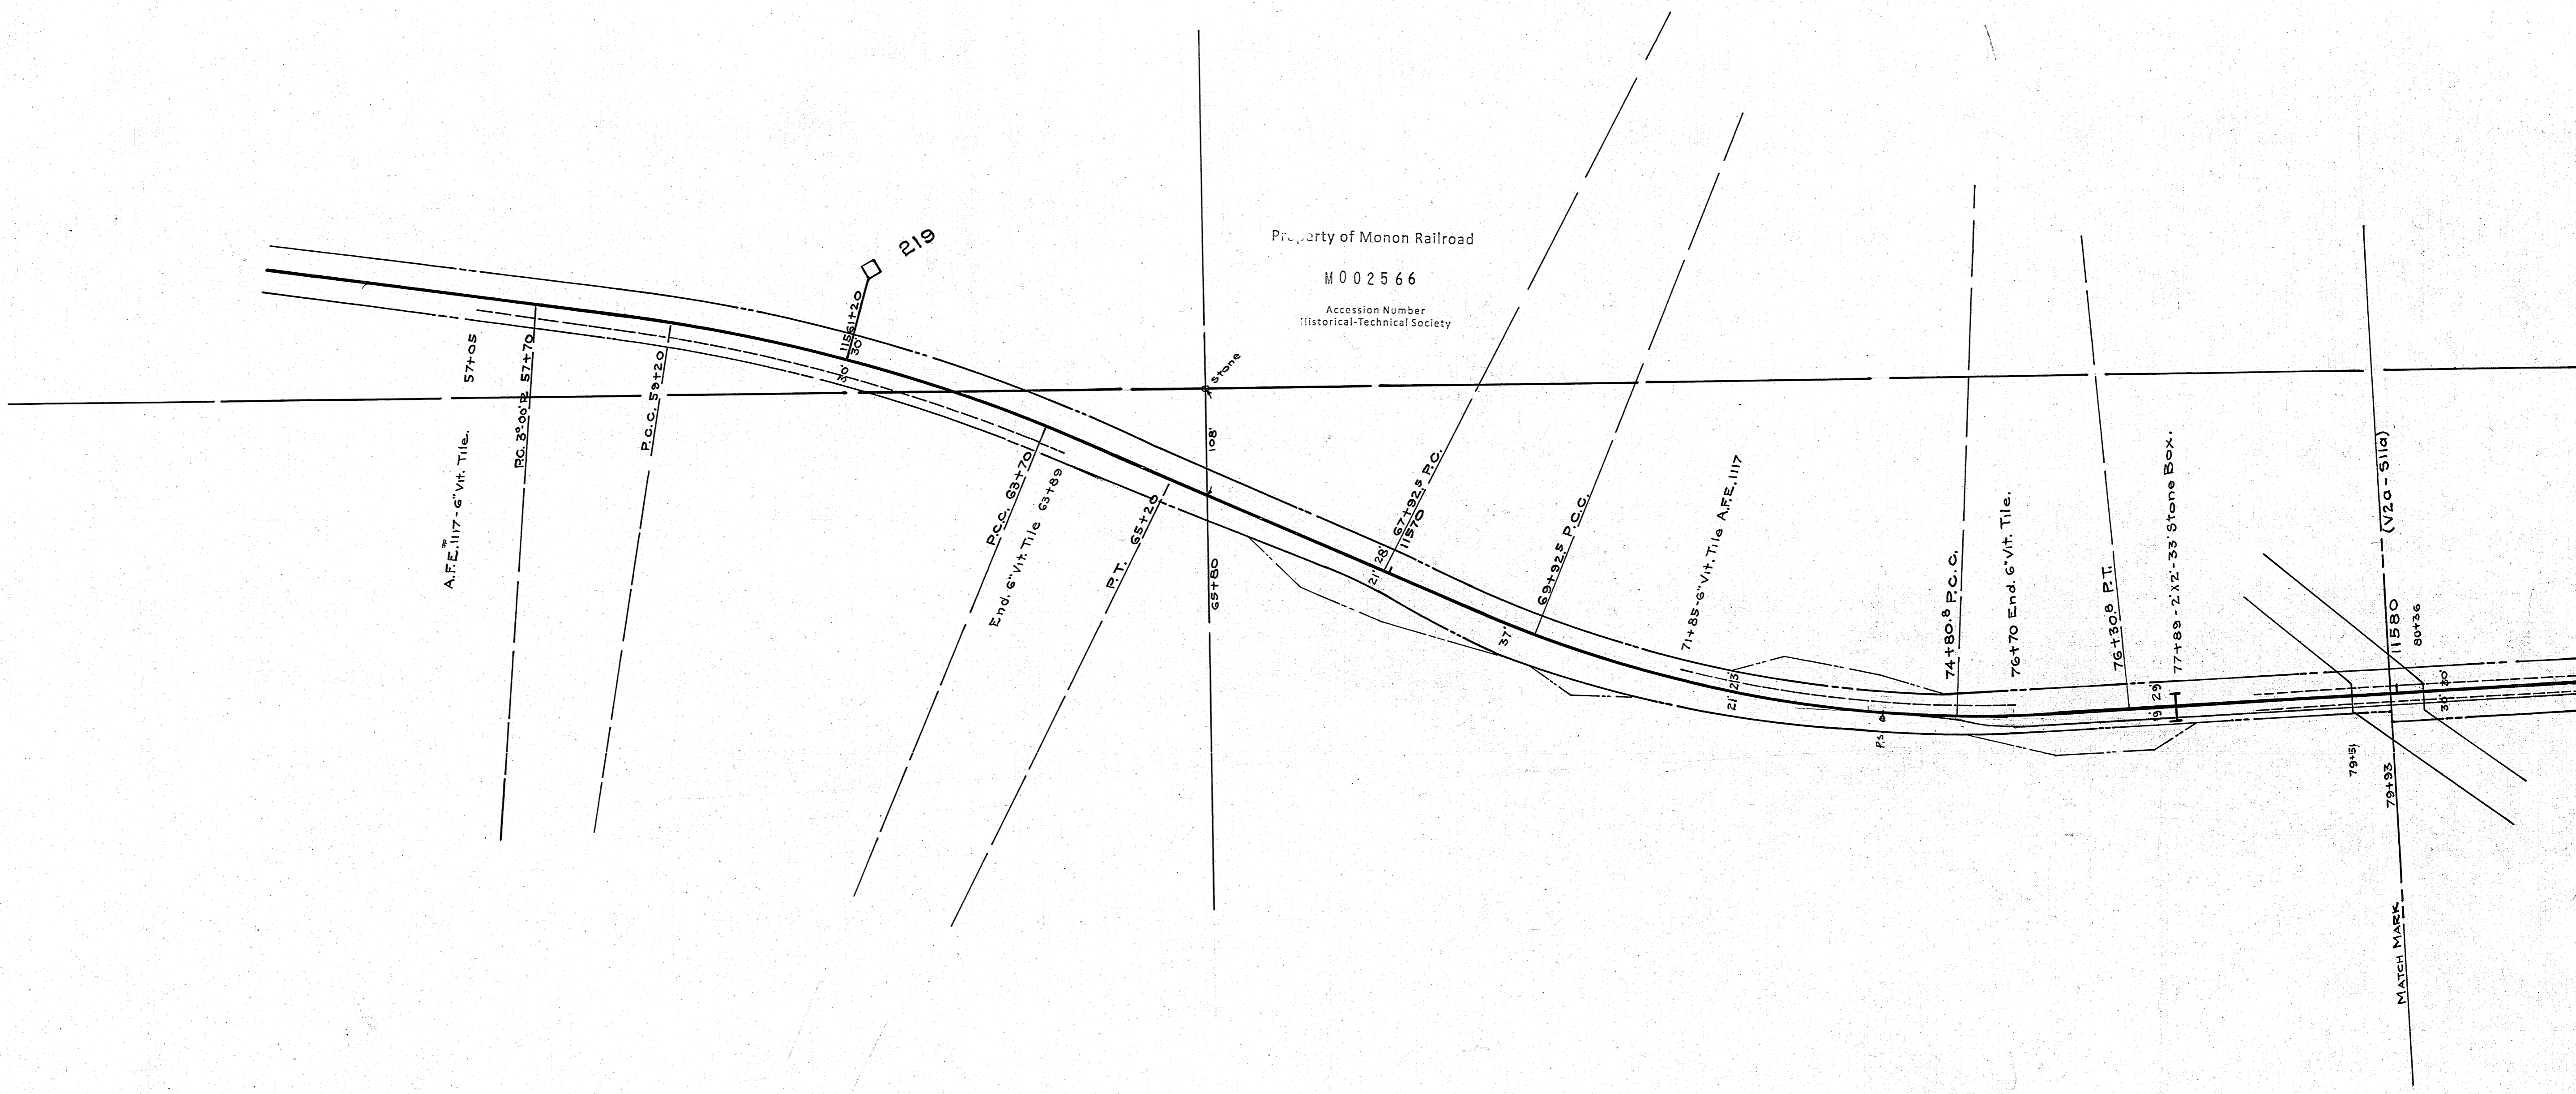 219
Property of Monon Railroad
M002566
Accession Number
Historical-Technical Society
Stone
57+05
A.F.E. # 1117-6" Vit. Tile.
P.C. 3°-00' R. 57+70
P.C.C. 59+20
11561+20
30'
30'
P.C.C. 63+70
End. 6" Vit. Tile 63+89
P.T. 65+20
108'
65+80
21' 28'
67+92.5 P.C.
11570
37'
69+92.5 P.C.C.
71+85-6" Vit. Tile A.F.E. 1117
21' 23'
P.S.
74+80.8 P.C.C.
76+70 End. 6" Vit. Tile.
76+30.8 P.T.
77+89-2'x2'-33' Stone Box.
29'
(V2a-S11a)
11580
80+36
30'
79+51
79+93
MATCH MARK